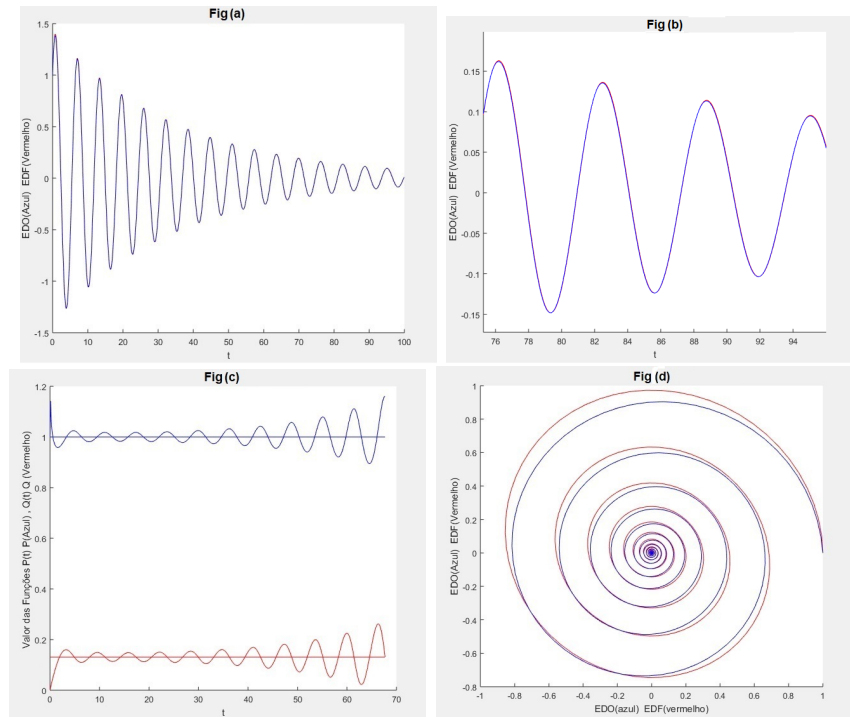 Fig (a)
1.5
1
0.5
0
-0.5
-1
-1.5
0 10 20 30 40 50 60 70 80 90 100
t
EDO(Azul) EDF(Vermelho)
Fig (b)
0.15
0.1
0.05
0
-0.05
-0.1
-0.15
76 78 80 82 84 86 88 90 92 94
t
EDO(Azul) EDF(Vermelho)
Fig (c)
1.2
1
0.8
0.6
0.4
0.2
0
0 10 20 30 40 50 60 70
t
Valor das Funções P(t) P(Azul) , Q(t) Q (Vermelho)
Fig (d)
1
0.8
0.6
0.4
0.2
0
-0.2
-0.4
-0.6
-0.8
-1 -0.8 -0.6 -0.4 -0.2 0 0.2 0.4 0.6 0.8 1
EDO(azul) EDF(vermelho)
EDO(Azul) EDF(Vermelho)